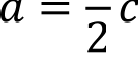 a = —/2 c